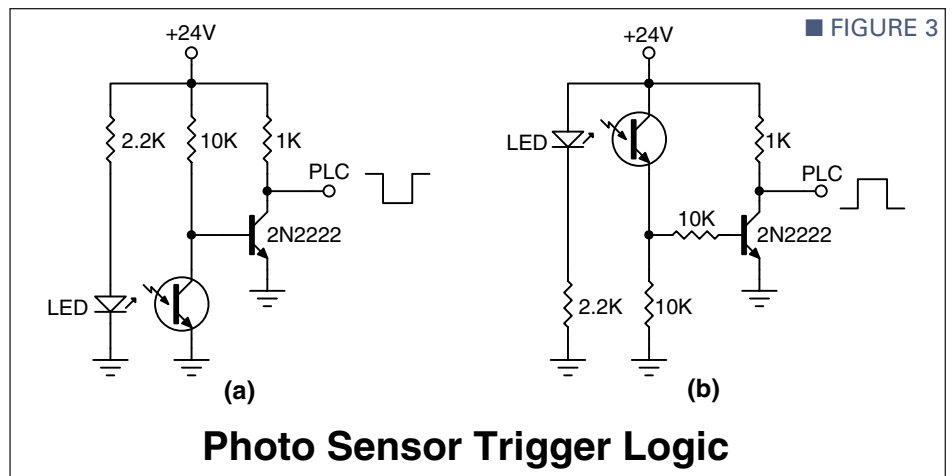 ■ FIGURE 3
+24V
2.2K
10K
1K
PLC
2N2222
LED
(a)
+24V
LED
1K
PLC
10K
2N2222
2.2K
10K
(b)
Photo Sensor Trigger Logic